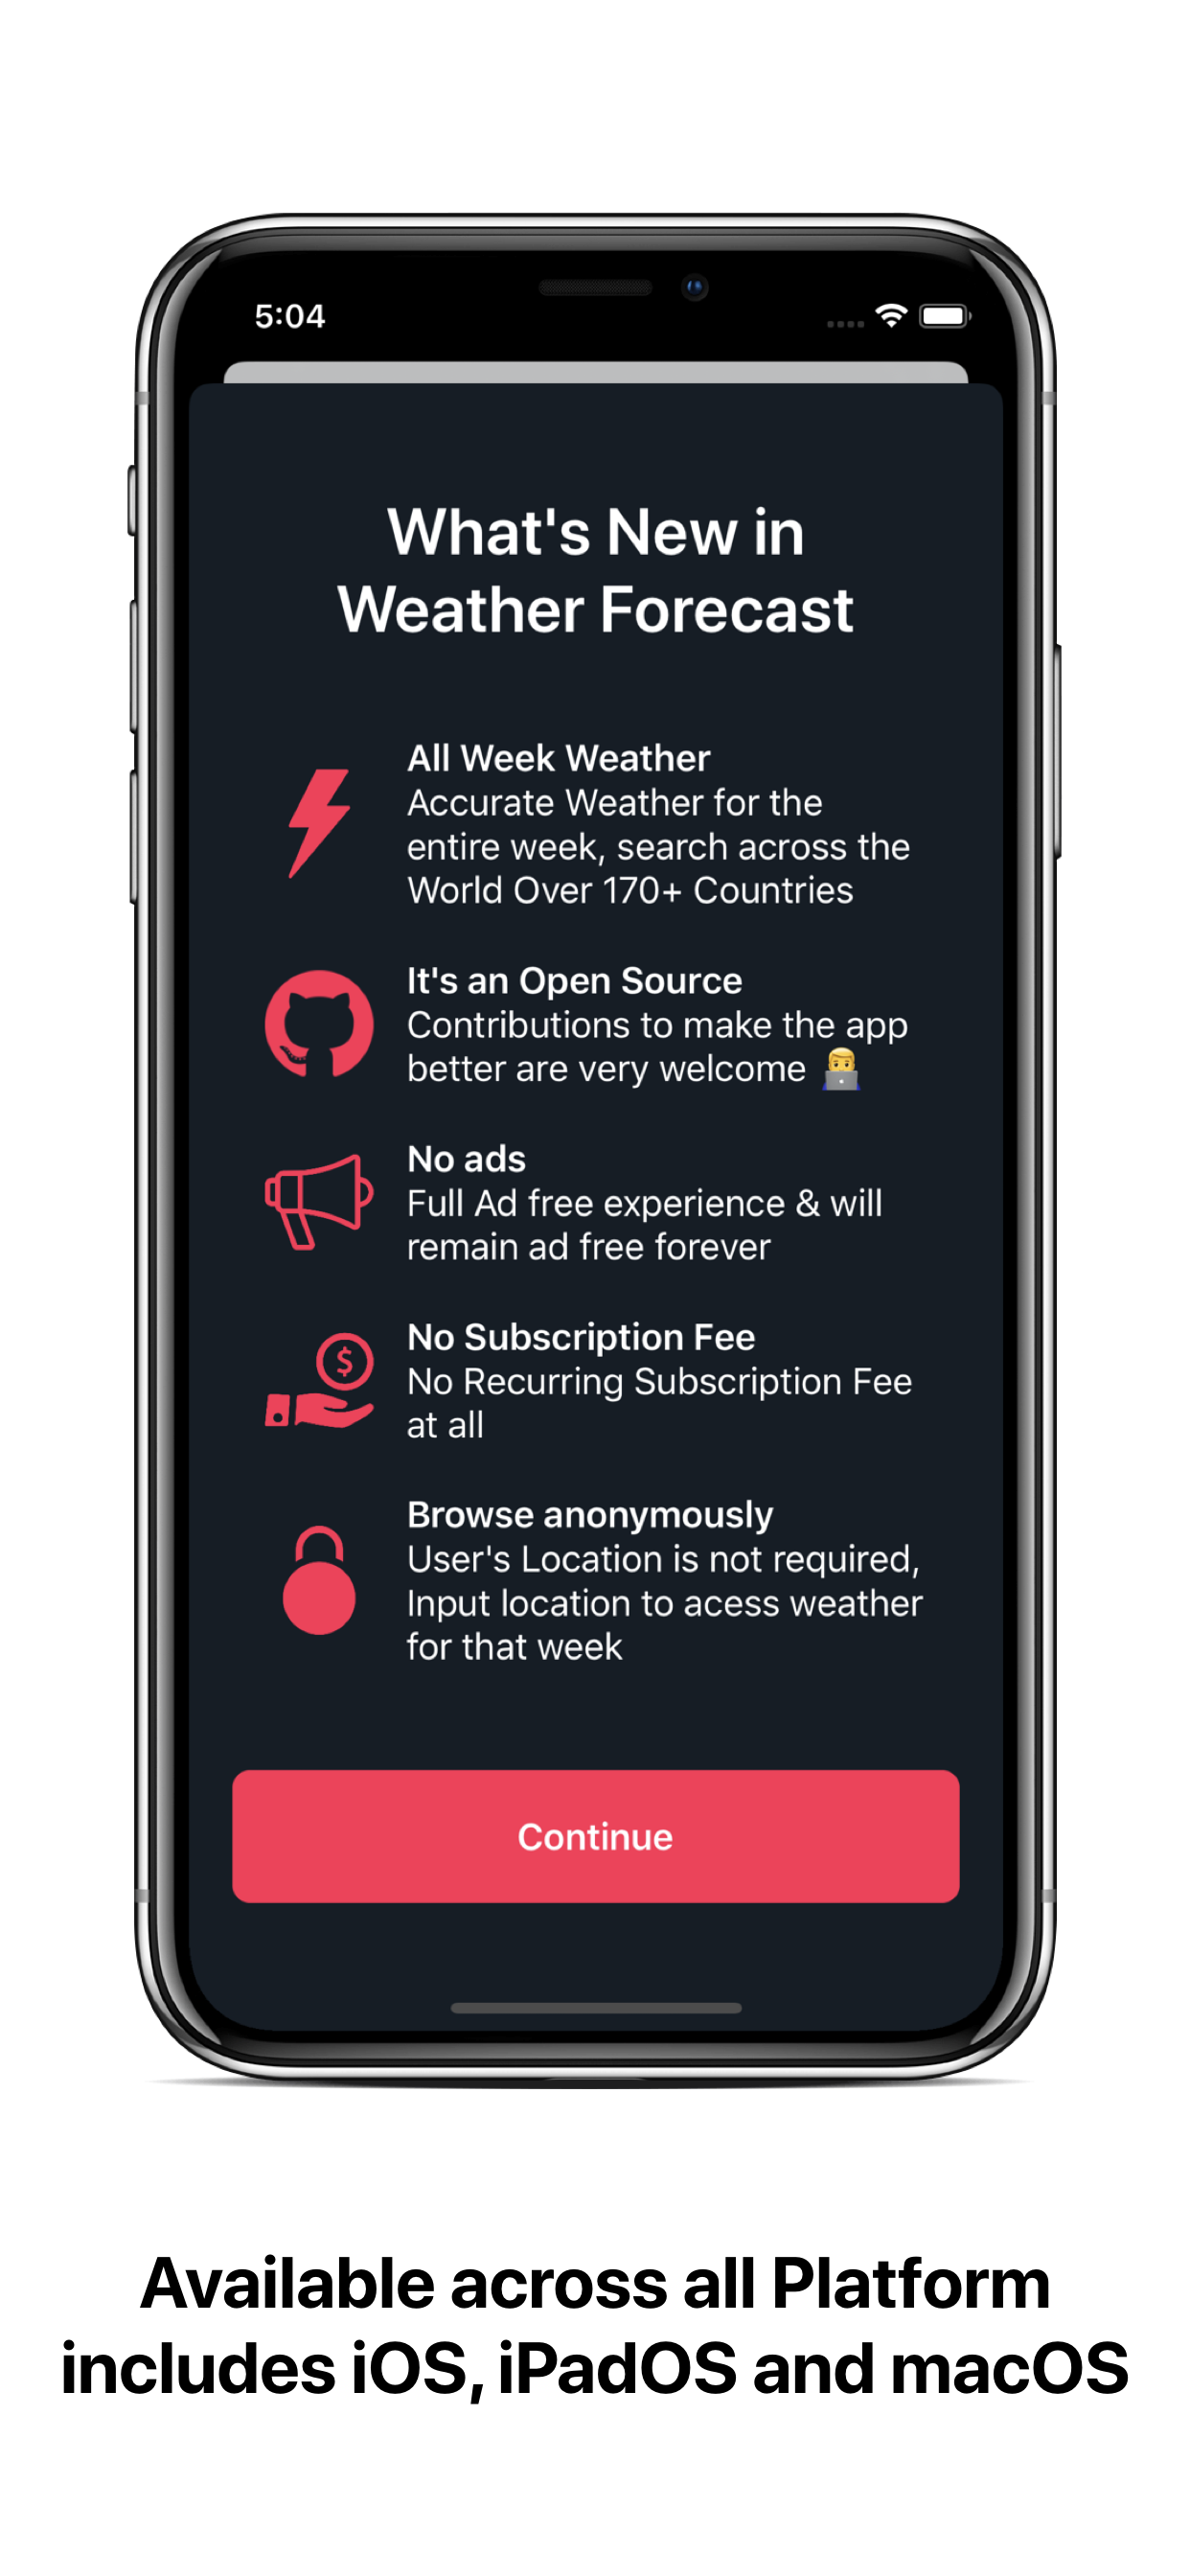 5:04
What's New in
Weather Forecast
All Week Weather
Accurate Weather for the
entire week, search across the
World Over 170+ Countries
It's an Open Source
Contributions to make the app
better are very welcome 👨‍💻
No ads
Full Ad free experience & will
remain ad free forever
$
No Subscription Fee
No Recurring Subscription Fee
at all
Browse anonymously
User's Location is not required,
Input location to acess weather
for that week
Continue
Available across all Platform
includes iOS, iPadOS and macOS